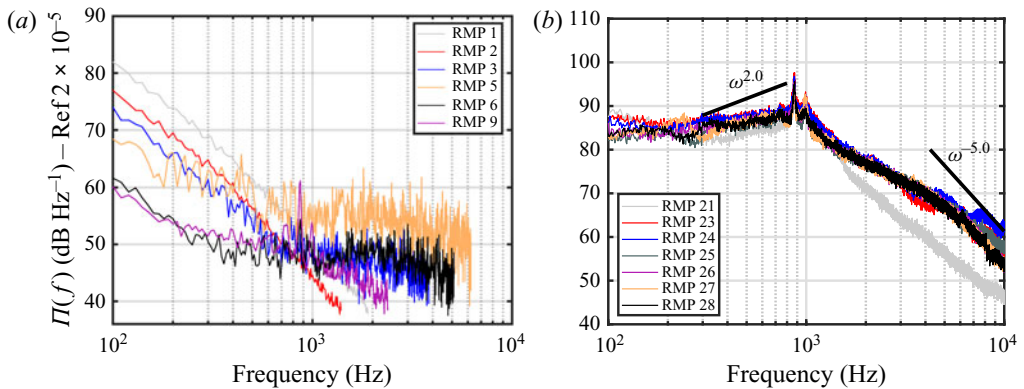 (a)
Π(f) (dB Hz⁻¹) – Ref 2 × 10⁻⁵
90
80
70
60
50
40
10²
10³
10⁴
Frequency (Hz)
RMP 1
RMP 2
RMP 3
RMP 5
RMP 6
RMP 9
(b)
110
100
90
80
70
60
50
40
10²
10³
10⁴
Frequency (Hz)
ω²·⁰
ω⁻⁵·⁰
RMP 21
RMP 23
RMP 24
RMP 25
RMP 26
RMP 27
RMP 28